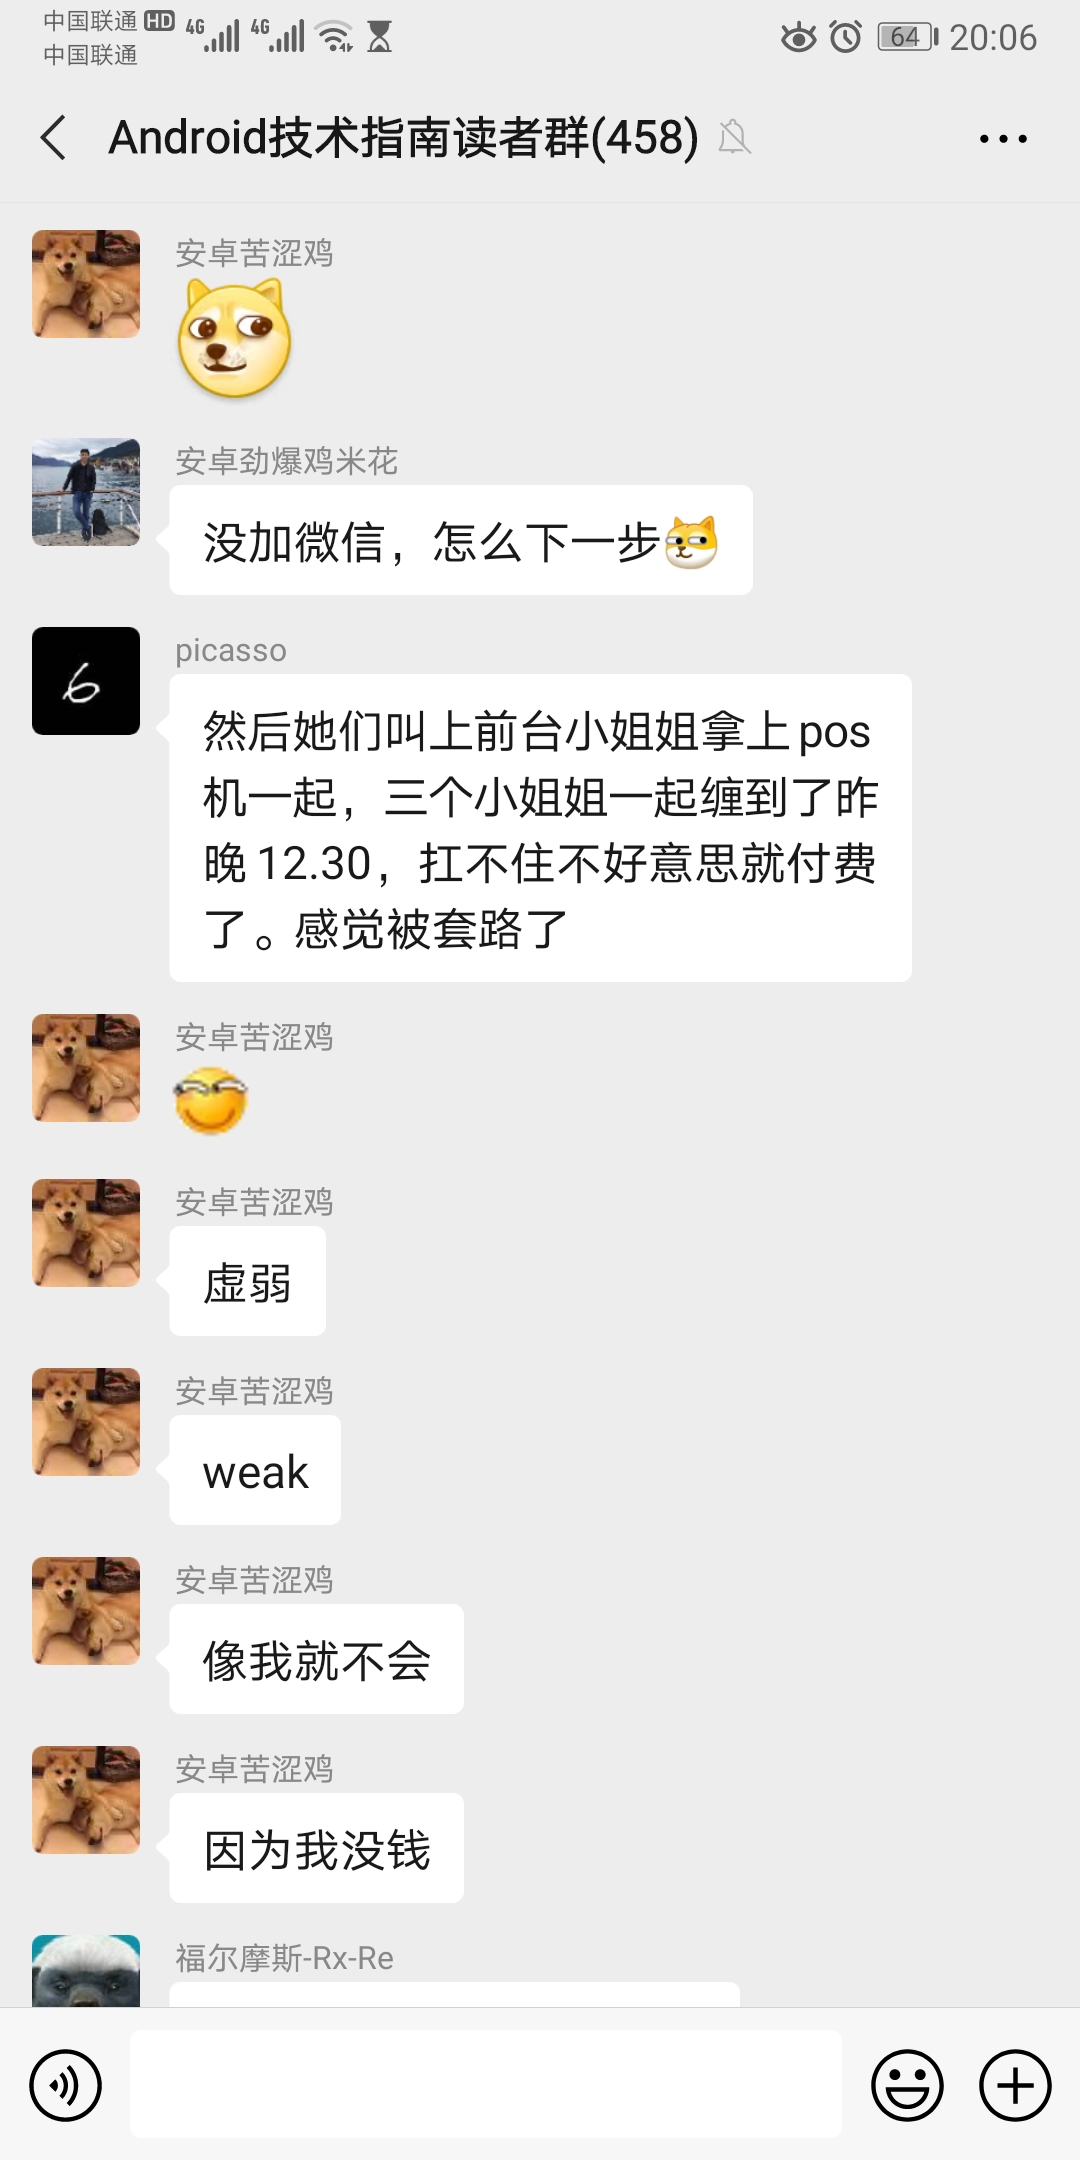 中国联通 HD 4G 4G 64 20:06
中国联通
Android技术指南读者群(458)
安卓苦涩鸡
安卓劲爆鸡米花
没加微信，怎么下一步
6
picasso
然后她们叫上前台小姐姐拿上pos
机一起，三个小姐姐一起缠到了昨
晚12.30，扛不住不好意思就付费
了。感觉被套路了
安卓苦涩鸡
安卓苦涩鸡
虚弱
安卓苦涩鸡
weak
安卓苦涩鸡
像我就不会
安卓苦涩鸡
因为我没钱
福尔摩斯-Rx-Re